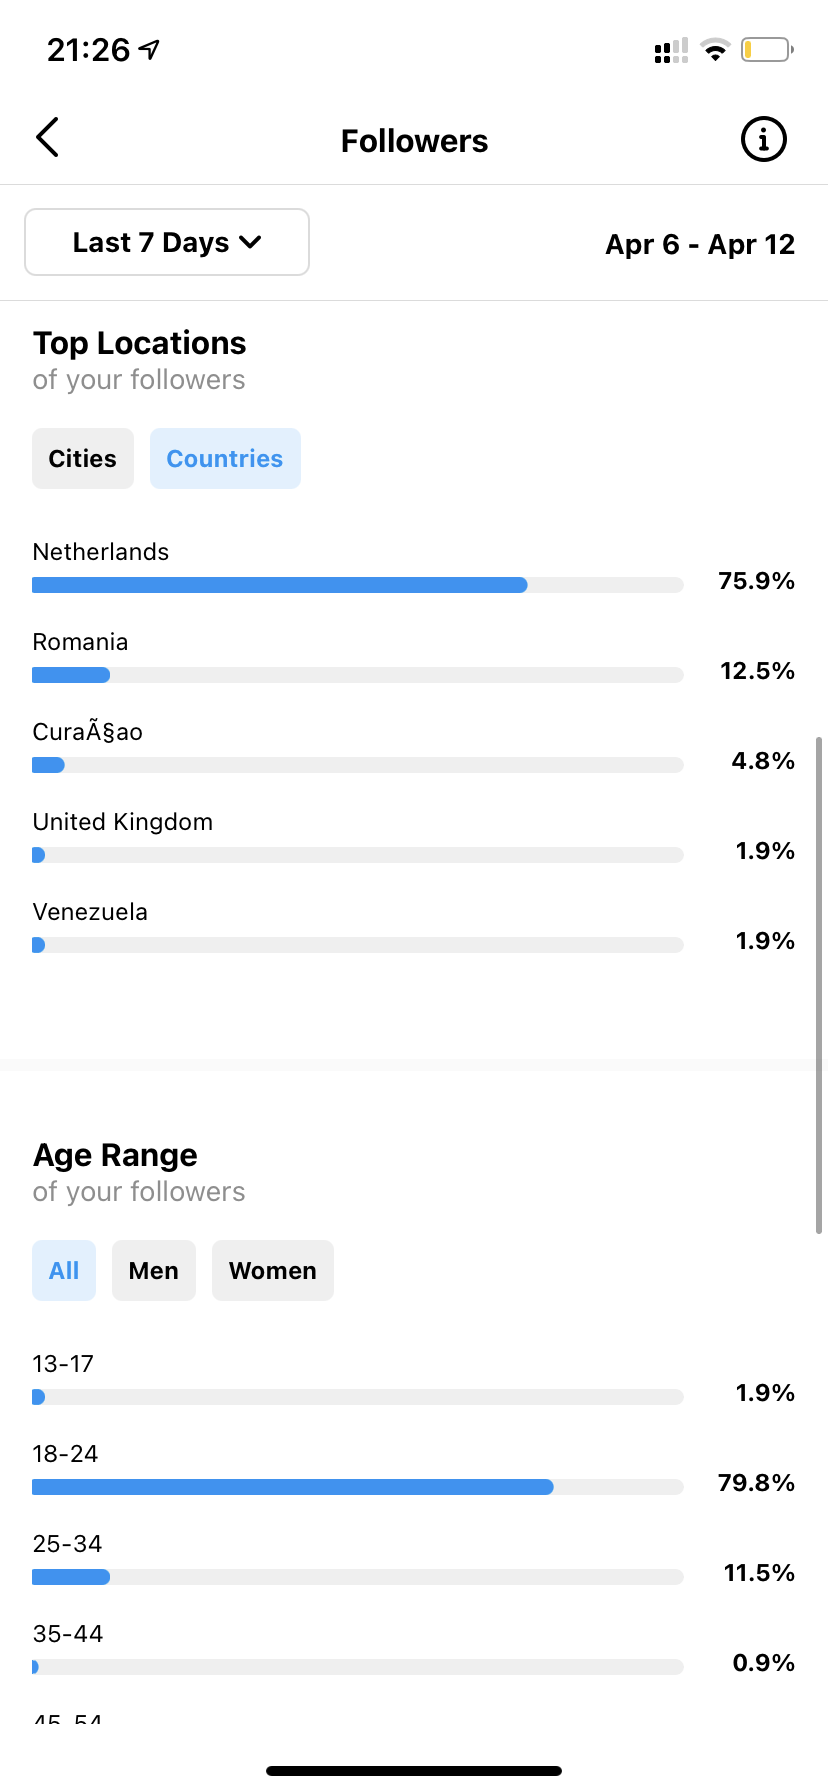 21:26
Followers
Last 7 Days
Apr 6 - Apr 12
Top Locations
of your followers
Cities
Countries
Netherlands
75.9%
Romania
12.5%
CuraÃ§ao
4.8%
United Kingdom
1.9%
Venezuela
1.9%
Age Range
of your followers
All
Men
Women
13-17
1.9%
18-24
79.8%
25-34
11.5%
35-44
0.9%
45-54